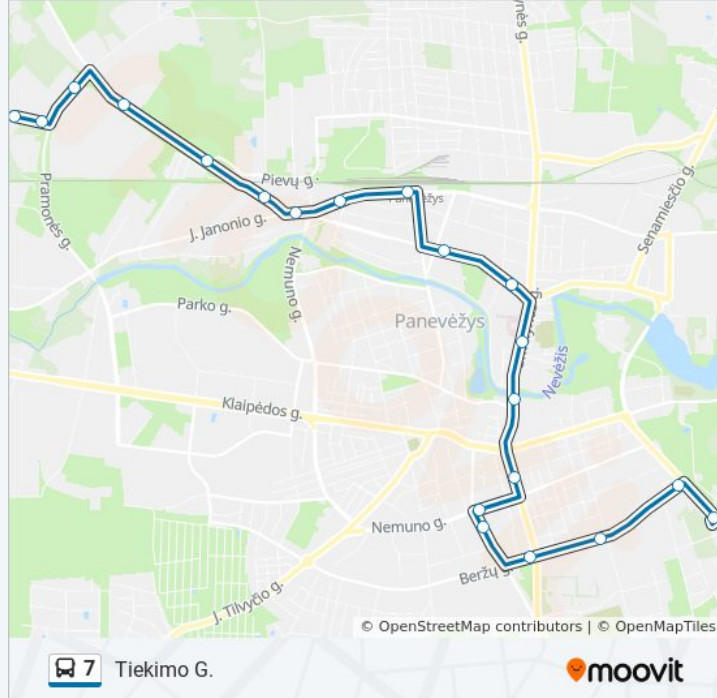 ynės g.
Senamiesčio g.
Pievų g.
Panevėžys
Pramonės g.
J. Janonio g.
Nemuno g.
Parko g.
Panevėžys
Nevėžis
Klaipėdos g.
Nemuno g.
Beržų g.
J. Tilvyčio g.
© OpenStreetMap contributors | © OpenMapTiles
7 Tiekimo G.
moovit